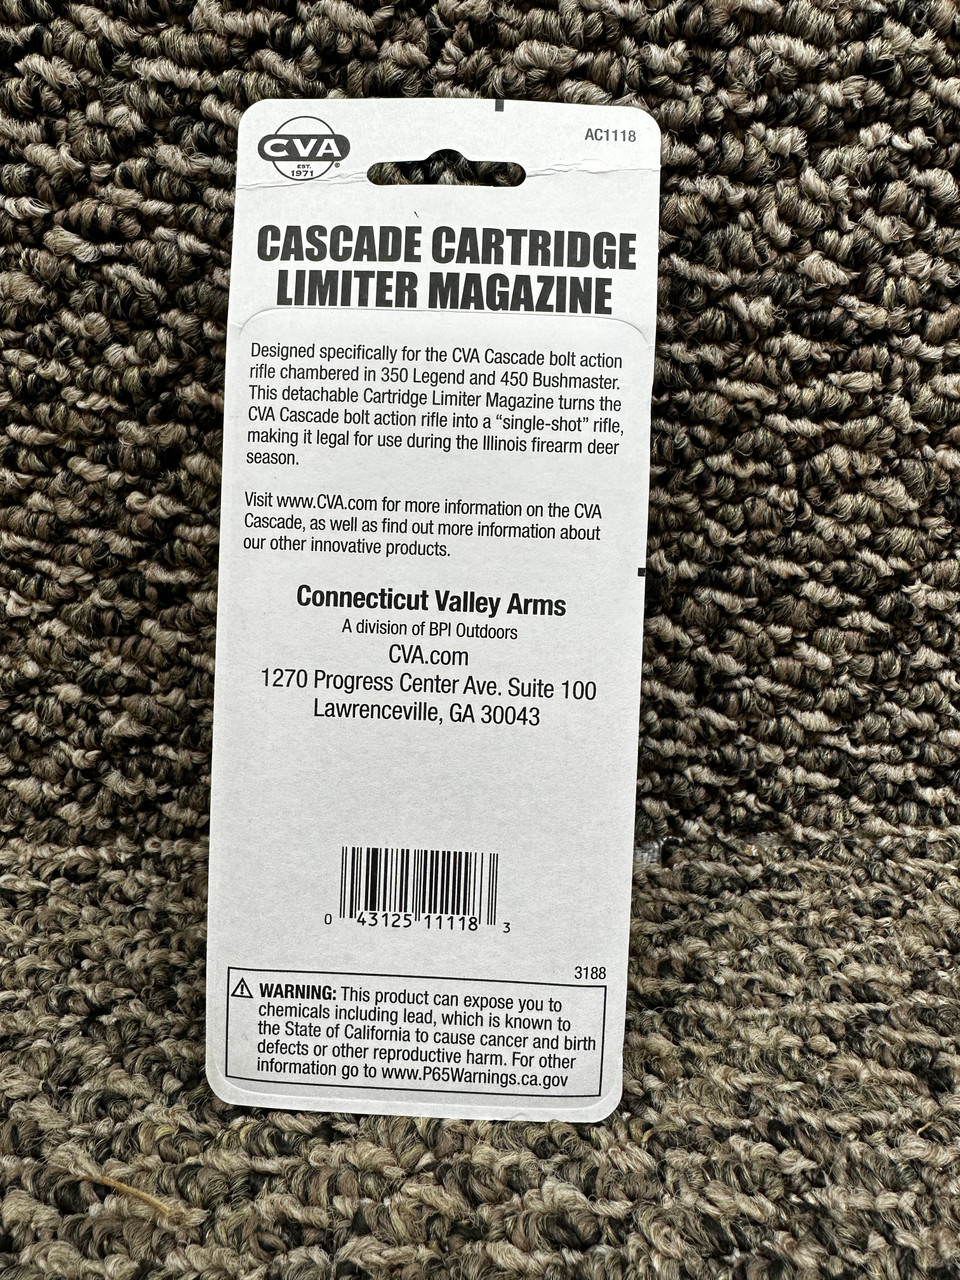 CVA
EST.
1971
®
AC1118
CASCADE CARTRIDGE
LIMITER MAGAZINE
Designed specifically for the CVA Cascade bolt action
rifle chambered in 350 Legend and 450 Bushmaster.
This detachable Cartridge Limiter Magazine turns the
CVA Cascade bolt action rifle into a “single-shot” rifle,
making it legal for use during the Illinois firearm deer
season.
Visit www.CVA.com for more information on the CVA
Cascade, as well as find out more information about
our other innovative products.
Connecticut Valley Arms
A division of BPI Outdoors
CVA.com
1270 Progress Center Ave. Suite 100
Lawrenceville, GA 30043
0 43125 11118 3
3188
WARNING: This product can expose you to
chemicals including lead, which is known to
the State of California to cause cancer and birth
defects or other reproductive harm. For other
information go to www.P65Warnings.ca.gov